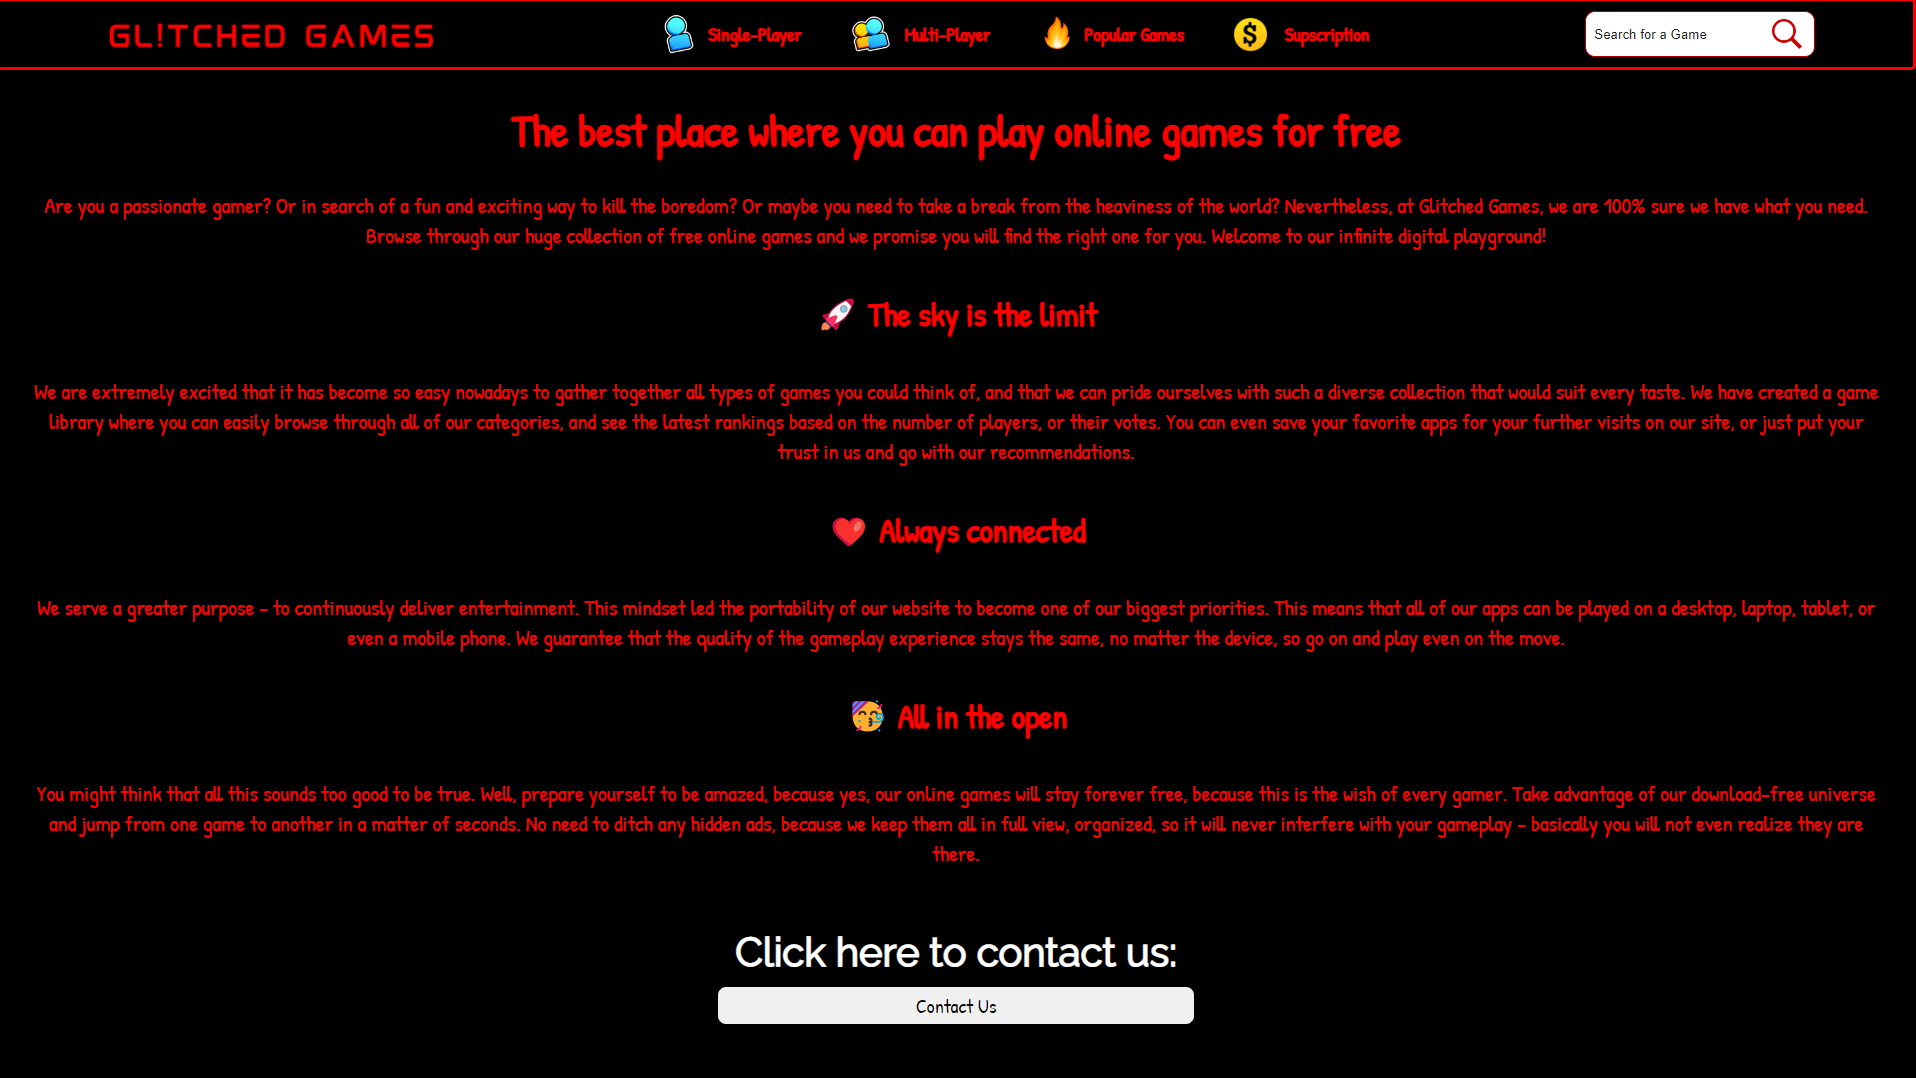 GL!TCHED GAMES
Single-Player
Multi-Player
Popular Games
Supscription
Search for a Game
The best place where you can play online games for free
Are you a passionate gamer? Or in search of a fun and exciting way to kill the boredom? Or maybe you need to take a break from the heaviness of the world? Nevertheless, at Glitched Games, we are 100% sure we have what you need.
Browse through our huge collection of free online games and we promise you will find the right one for you. Welcome to our infinite digital playground!
🚀 The sky is the limit
We are extremely excited that it has become so easy nowadays to gather together all types of games you could think of, and that we can pride ourselves with such a diverse collection that would suit every taste. We have created a game
library where you can easily browse through all of our categories, and see the latest rankings based on the number of players, or their votes. You can even save your favorite apps for your further visits on our site, or just put your
trust in us and go with our recommendations.
❤️ Always connected
We serve a greater purpose - to continuously deliver entertainment. This mindset led the portability of our website to become one of our biggest priorities. This means that all of our apps can be played on a desktop, laptop, tablet, or
even a mobile phone. We guarantee that the quality of the gameplay experience stays the same, no matter the device, so go on and play even on the move.
🥳 All in the open
You might think that all this sounds too good to be true. Well, prepare yourself to be amazed, because yes, our online games will stay forever free, because this is the wish of every gamer. Take advantage of our download-free universe
and jump from one game to another in a matter of seconds. No need to ditch any hidden ads, because we keep them all in full view, organized, so it will never interfere with your gameplay - basically you will not even realize they are
there.
Click here to contact us:
Contact Us